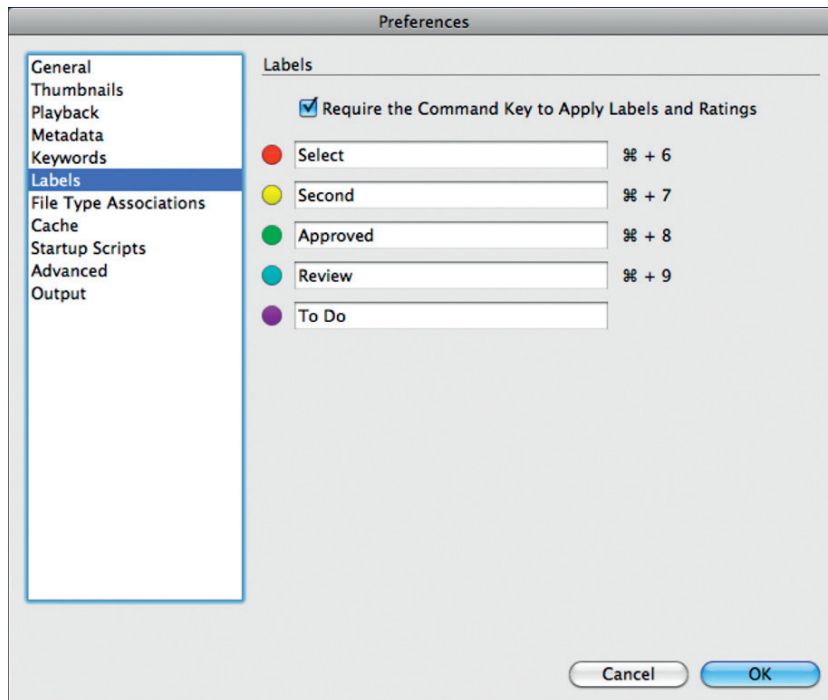 Preferences
General
Thumbnails
Playback
Metadata
Keywords
Labels
File Type Associations
Cache
Startup Scripts
Advanced
Output
Labels
Require the Command Key to Apply Labels and Ratings
Select ⌘ + 6
Second ⌘ + 7
Approved ⌘ + 8
Review ⌘ + 9
To Do
Cancel OK